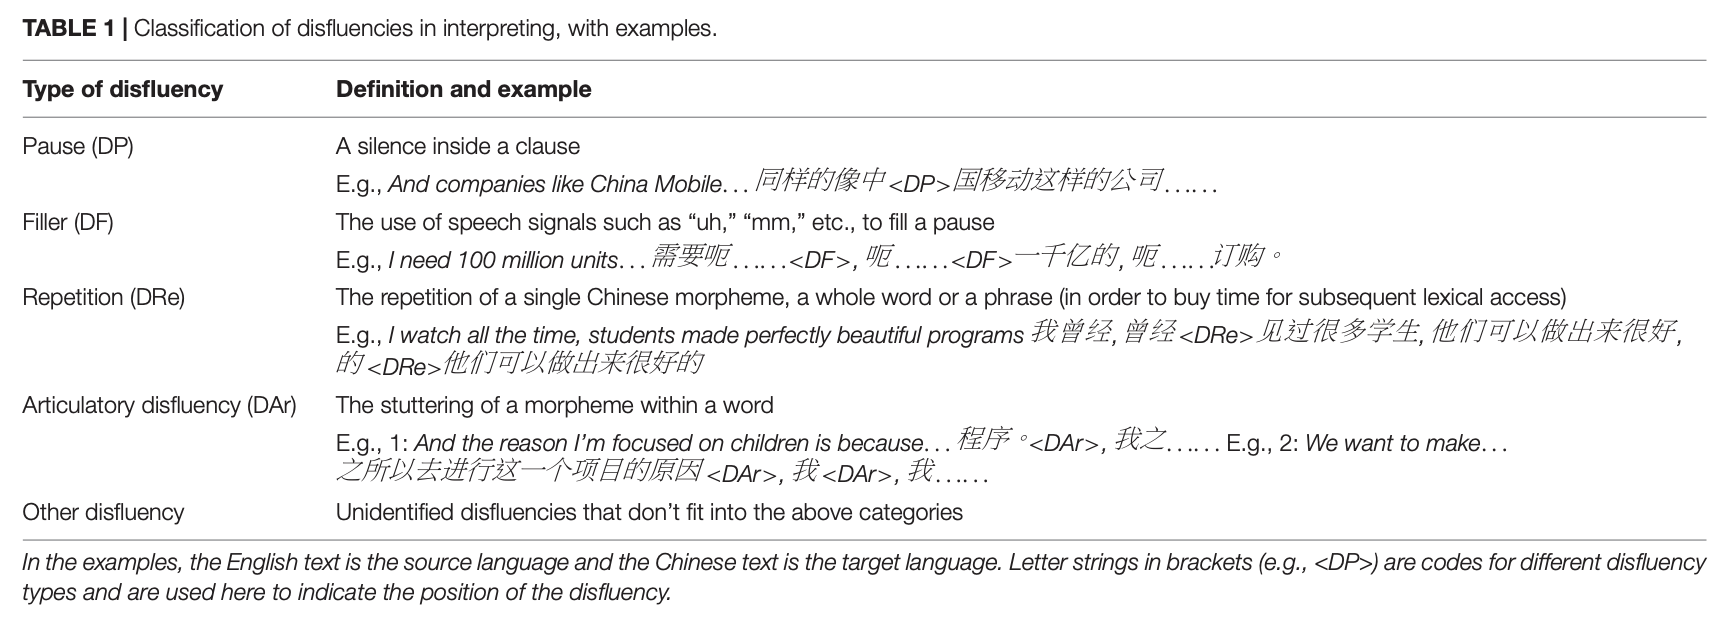 TABLE 1 | Classification of disfluencies in interpreting, with examples.
Type of disfluency Definition and example
Pause (DP) A silence inside a clause
E.g., And companies like China Mobile… 同样的像中<DP>国移动这样的公司……
Filler (DF) The use of speech signals such as “uh,” “mm,” etc., to fill a pause
E.g., I need 100 million units… 需要呃……<DF>, 呃……<DF>一千亿的, 呃……订购。
Repetition (DRe) The repetition of a single Chinese morpheme, a whole word or a phrase (in order to buy time for subsequent lexical access)
E.g., I watch all the time, students made perfectly beautiful programs 我曾经, 曾经<DRe>见过很多学生, 他们可以做出来很好,
的<DRe>他们可以做出来很好的
Articulatory disfluency (DAr) The stuttering of a morpheme within a word
E.g., 1: And the reason I’m focused on children is because… 程序。<DAr>, 我之…… E.g., 2: We want to make…
之所以去进行这一个项目的原因<DAr>, 我<DAr>, 我……
Other disfluency Unidentified disfluencies that don’t fit into the above categories
In the examples, the English text is the source language and the Chinese text is the target language. Letter strings in brackets (e.g., <DP>) are codes for different disfluency
types and are used here to indicate the position of the disfluency.